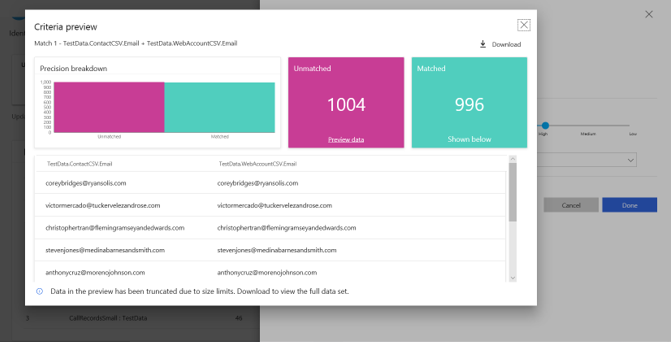 Criteria preview
Match 1 - TestData.ContactCSV.Email + TestData.WebAccountCSV.Email
Download
Precision breakdown
1,000
900
800
700
600
500
400
300
200
100
0
Unmatched
Matched
Unmatched
1004
Preview data
Matched
996
Shown below
High
Medium
Low
Cancel
Done
TestData.ContactCSV.Email TestData.WebAccountCSV.Email
coreybridges@ryansolis.com coreybridges@ryansolis.com
victormercado@tuckervelezandrose.com victormercado@tuckervelezandrose.com
christophertran@flemingramseyandedwards.com christophertran@flemingramseyandedwards.com
stevenjones@medinabarnesandsmith.com stevenjones@medinabarnesandsmith.com
anthonycruz@morenojohnson.com anthonycruz@morenojohnson.com
Data in the preview has been truncated due to size limits. Download to view the full data set.
3 CallRecordsSmall : TestData